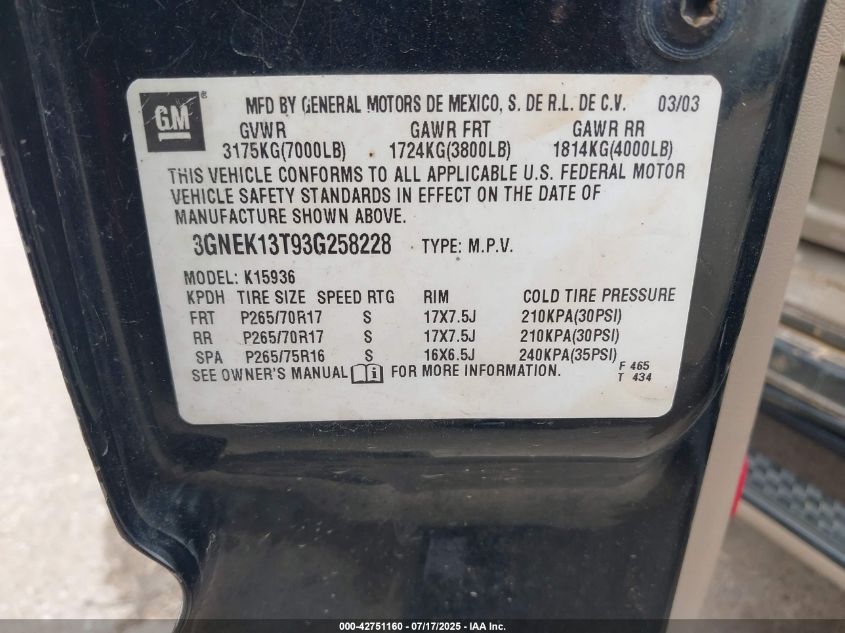 GM® MFD BY GENERAL MOTORS DE MEXICO, S. DE R.L. DE C.V. 03/03
GVWR GAWR FRT GAWR RR
3175KG(7000LB) 1724KG(3800LB) 1814KG(4000LB)
THIS VEHICLE CONFORMS TO ALL APPLICABLE U.S. FEDERAL MOTOR
VEHICLE SAFETY STANDARDS IN EFFECT ON THE DATE OF
MANUFACTURE SHOWN ABOVE.
3GNEK13T93G258228 TYPE: M.P.V.
MODEL: K15936
KPDH TIRE SIZE SPEED RTG RIM COLD TIRE PRESSURE
FRT P265/70R17 S 17X7.5J 210KPA(30PSI)
RR P265/70R17 S 17X7.5J 210KPA(30PSI)
SPA P265/75R16 S 16X6.5J 240KPA(35PSI)
SEE OWNER'S MANUAL FOR MORE INFORMATION. F 465
T 434
000-42751160 - 07/17/2025 - IAA Inc.